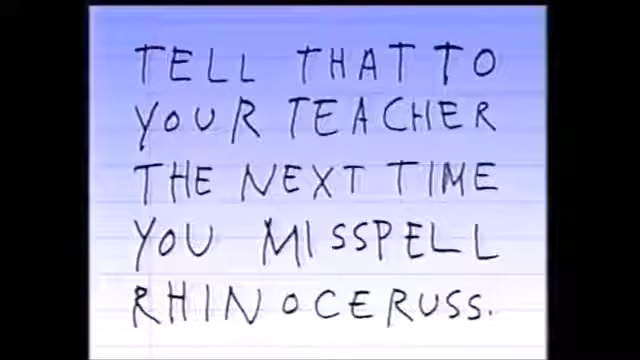 TELL THAT TO
YOUR TEACHER
THE NEXT TIME
YOU MISSPELL
RHINOCERUSS.